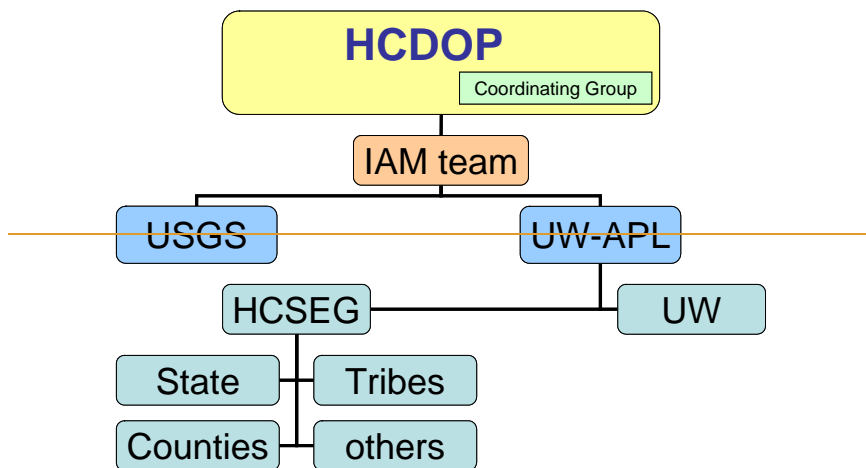 HCDOP
Coordinating Group
IAM team
USGS
UW-APL
HCSEG
UW
State
Tribes
Counties
others